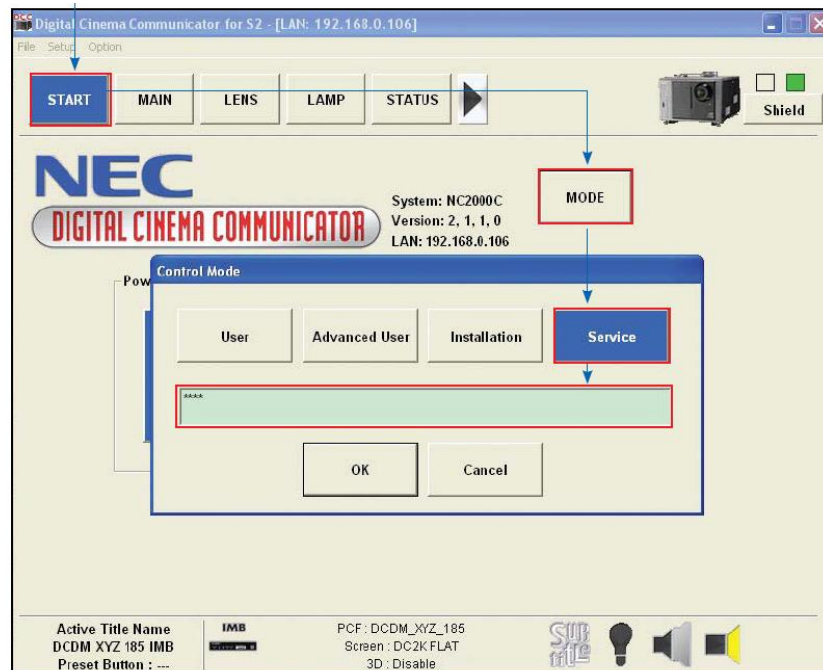 DCC Digital Cinema Communicator for S2 - [LAN: 192.168.0.106]
File Setup Option
START MAIN LENS LAMP STATUS
Shield
NEC
DIGITAL CINEMA COMMUNICATOR
System: NC2000C
Version: 2, 1, 1, 0
LAN: 192.168.0.106
MODE
Pow
Control Mode
User Advanced User Installation Service
****
OK Cancel
Active Title Name
DCDM XYZ 185 IMB
Preset Button : ---
IMB
PCF : DCDM_XYZ_185
Screen : DC2K FLAT
3D : Disable
SUB
TITLE